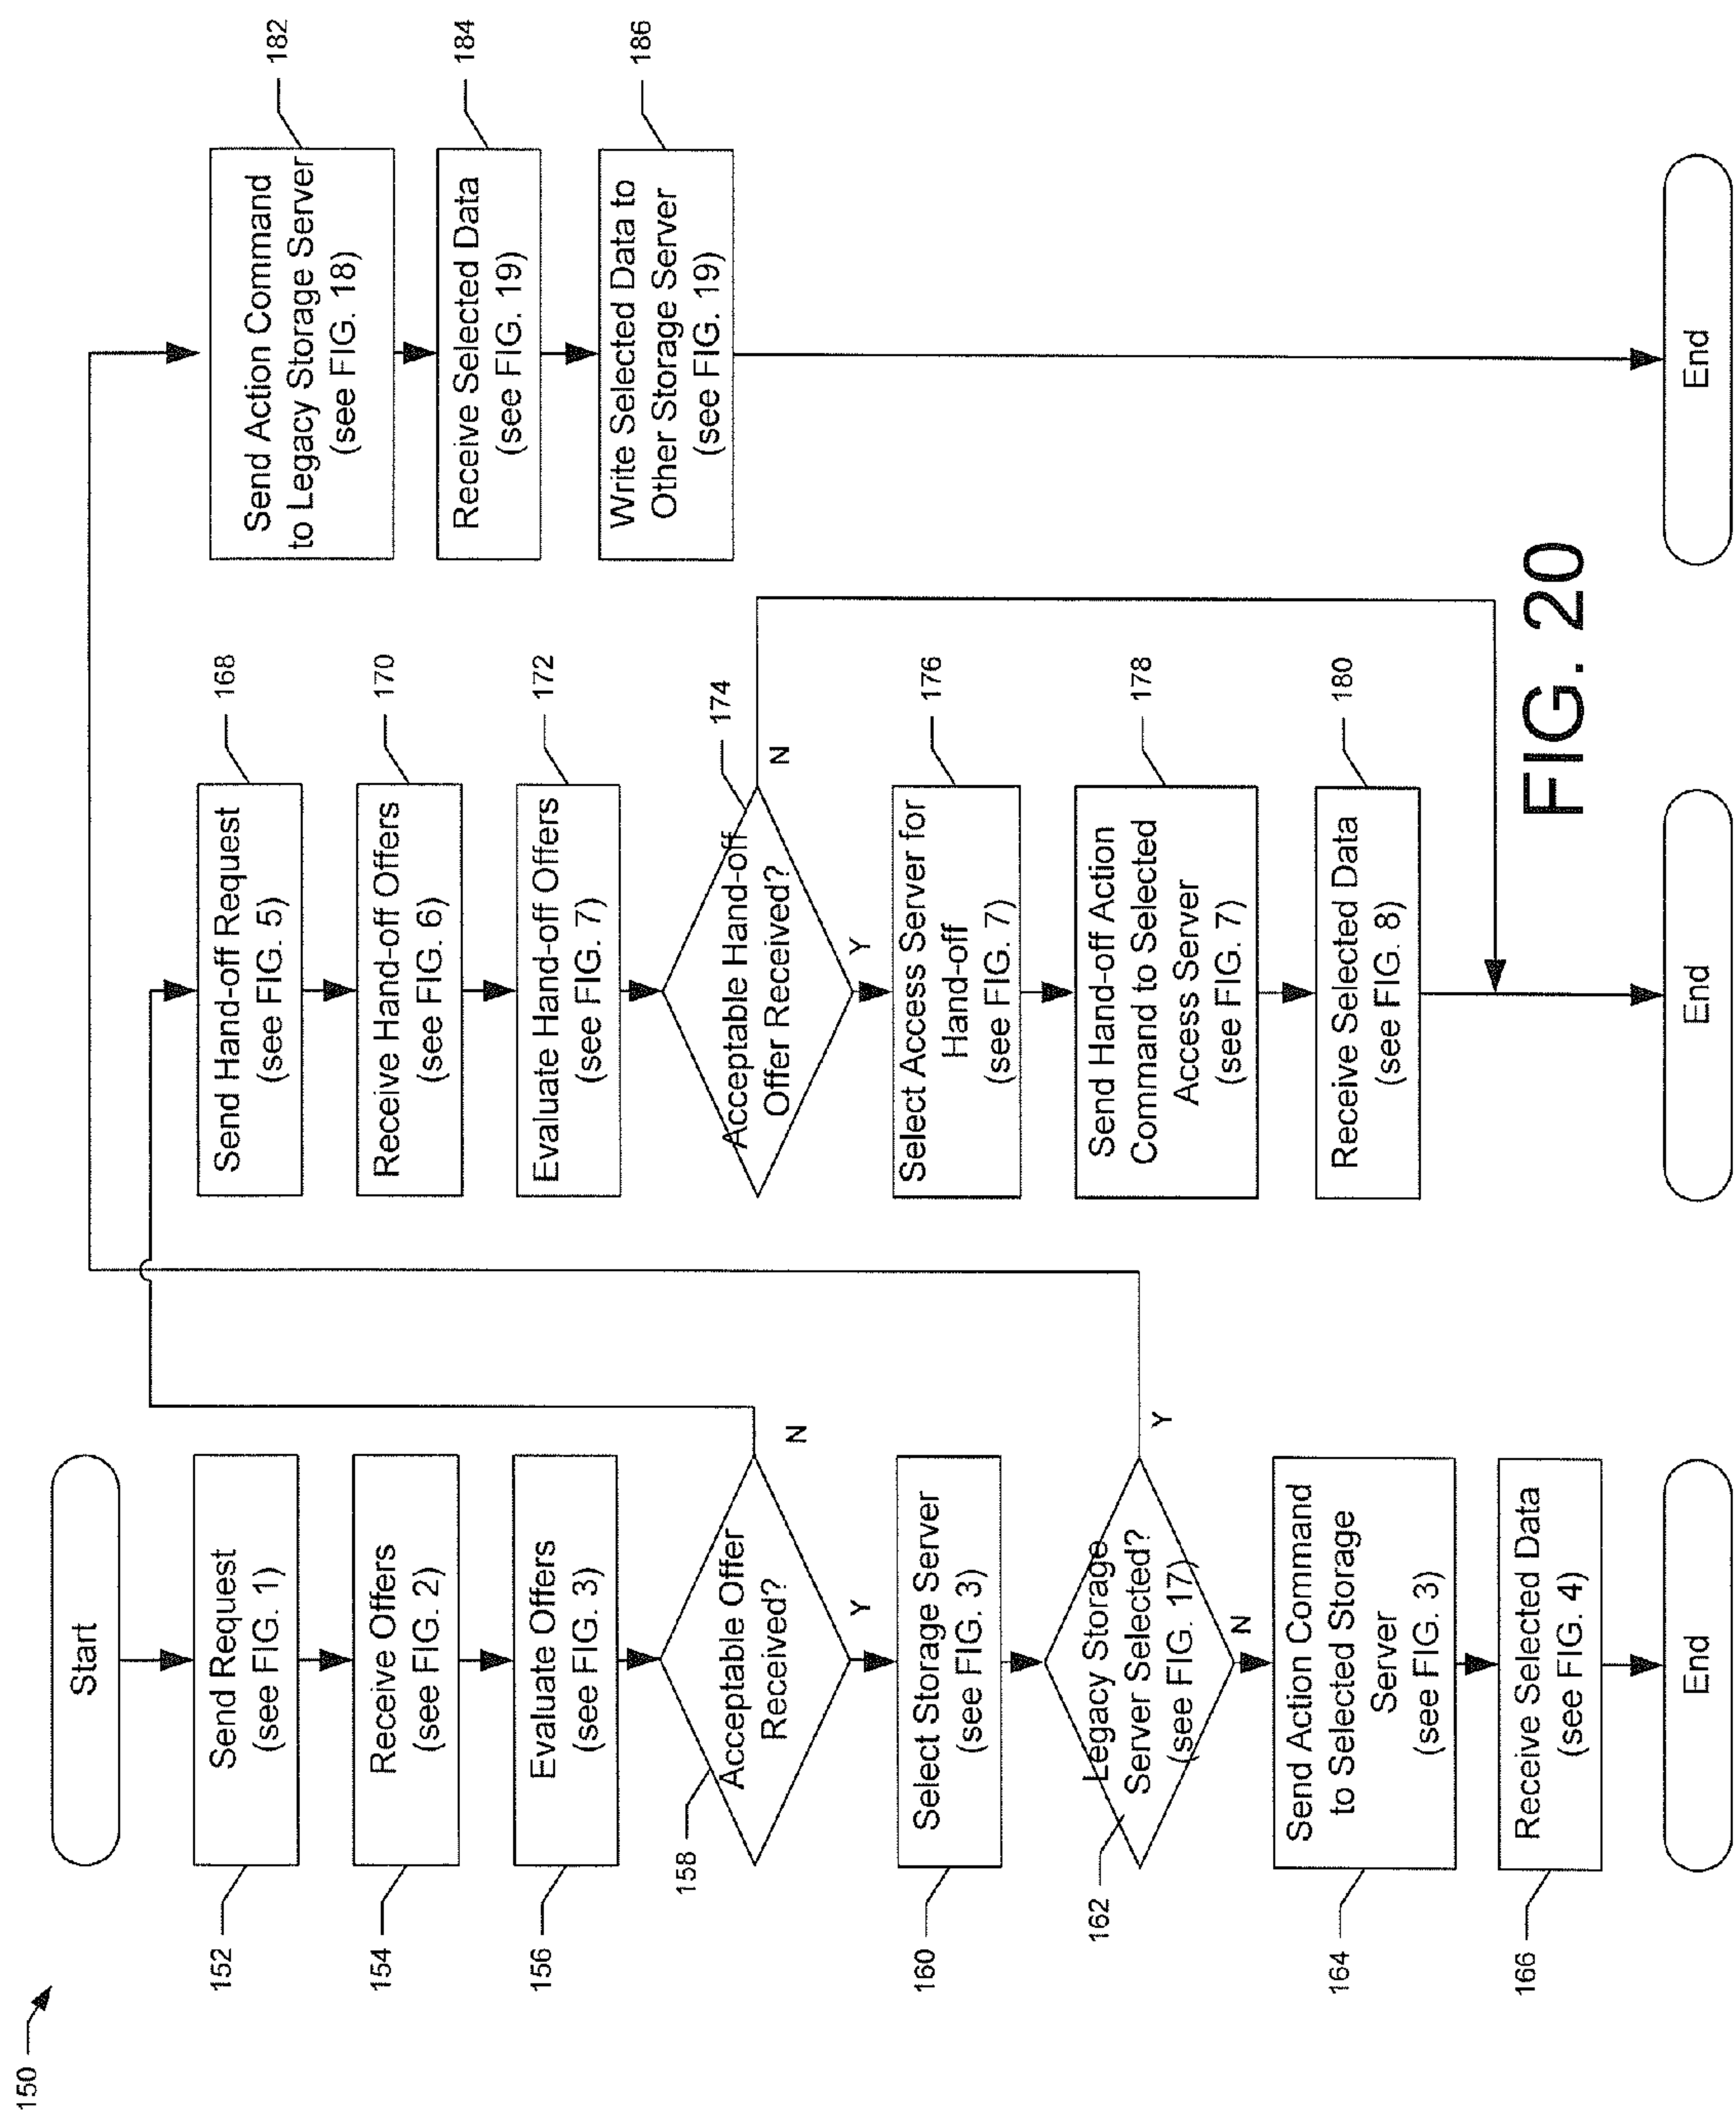 150
Start
152
Send Request
(see FIG. 1)
154
Receive Offers
(see FIG. 2)
156
Evaluate Offers
(see FIG. 3)
158
Acceptable Offer
Received?
N
Y
160
Select Storage Server
(see FIG. 3)
162
Legacy Storage
Server Selected?
(see FIG. 17)
Y
N
164
Send Action Command
to Selected Storage
Server
(see FIG. 3)
166
Receive Selected Data
(see FIG. 4)
End
168
Send Hand-off Request
(see FIG. 5)
170
Receive Hand-off Offers
(see FIG. 6)
172
Evaluate Hand-off Offers
(see FIG. 7)
174
Acceptable Hand-off
Offer Received?
N
Y
176
Select Access Server for
Hand-off
(see FIG. 7)
178
Send Hand-off Action
Command to Selected
Access Server
(see FIG. 7)
180
Receive Selected Data
(see FIG. 8)
End
182
Send Action Command
to Legacy Storage Server
(see FIG. 18)
184
Receive Selected Data
(see FIG. 19)
186
Write Selected Data to
Other Storage Server
(see FIG. 19)
End
FIG. 20